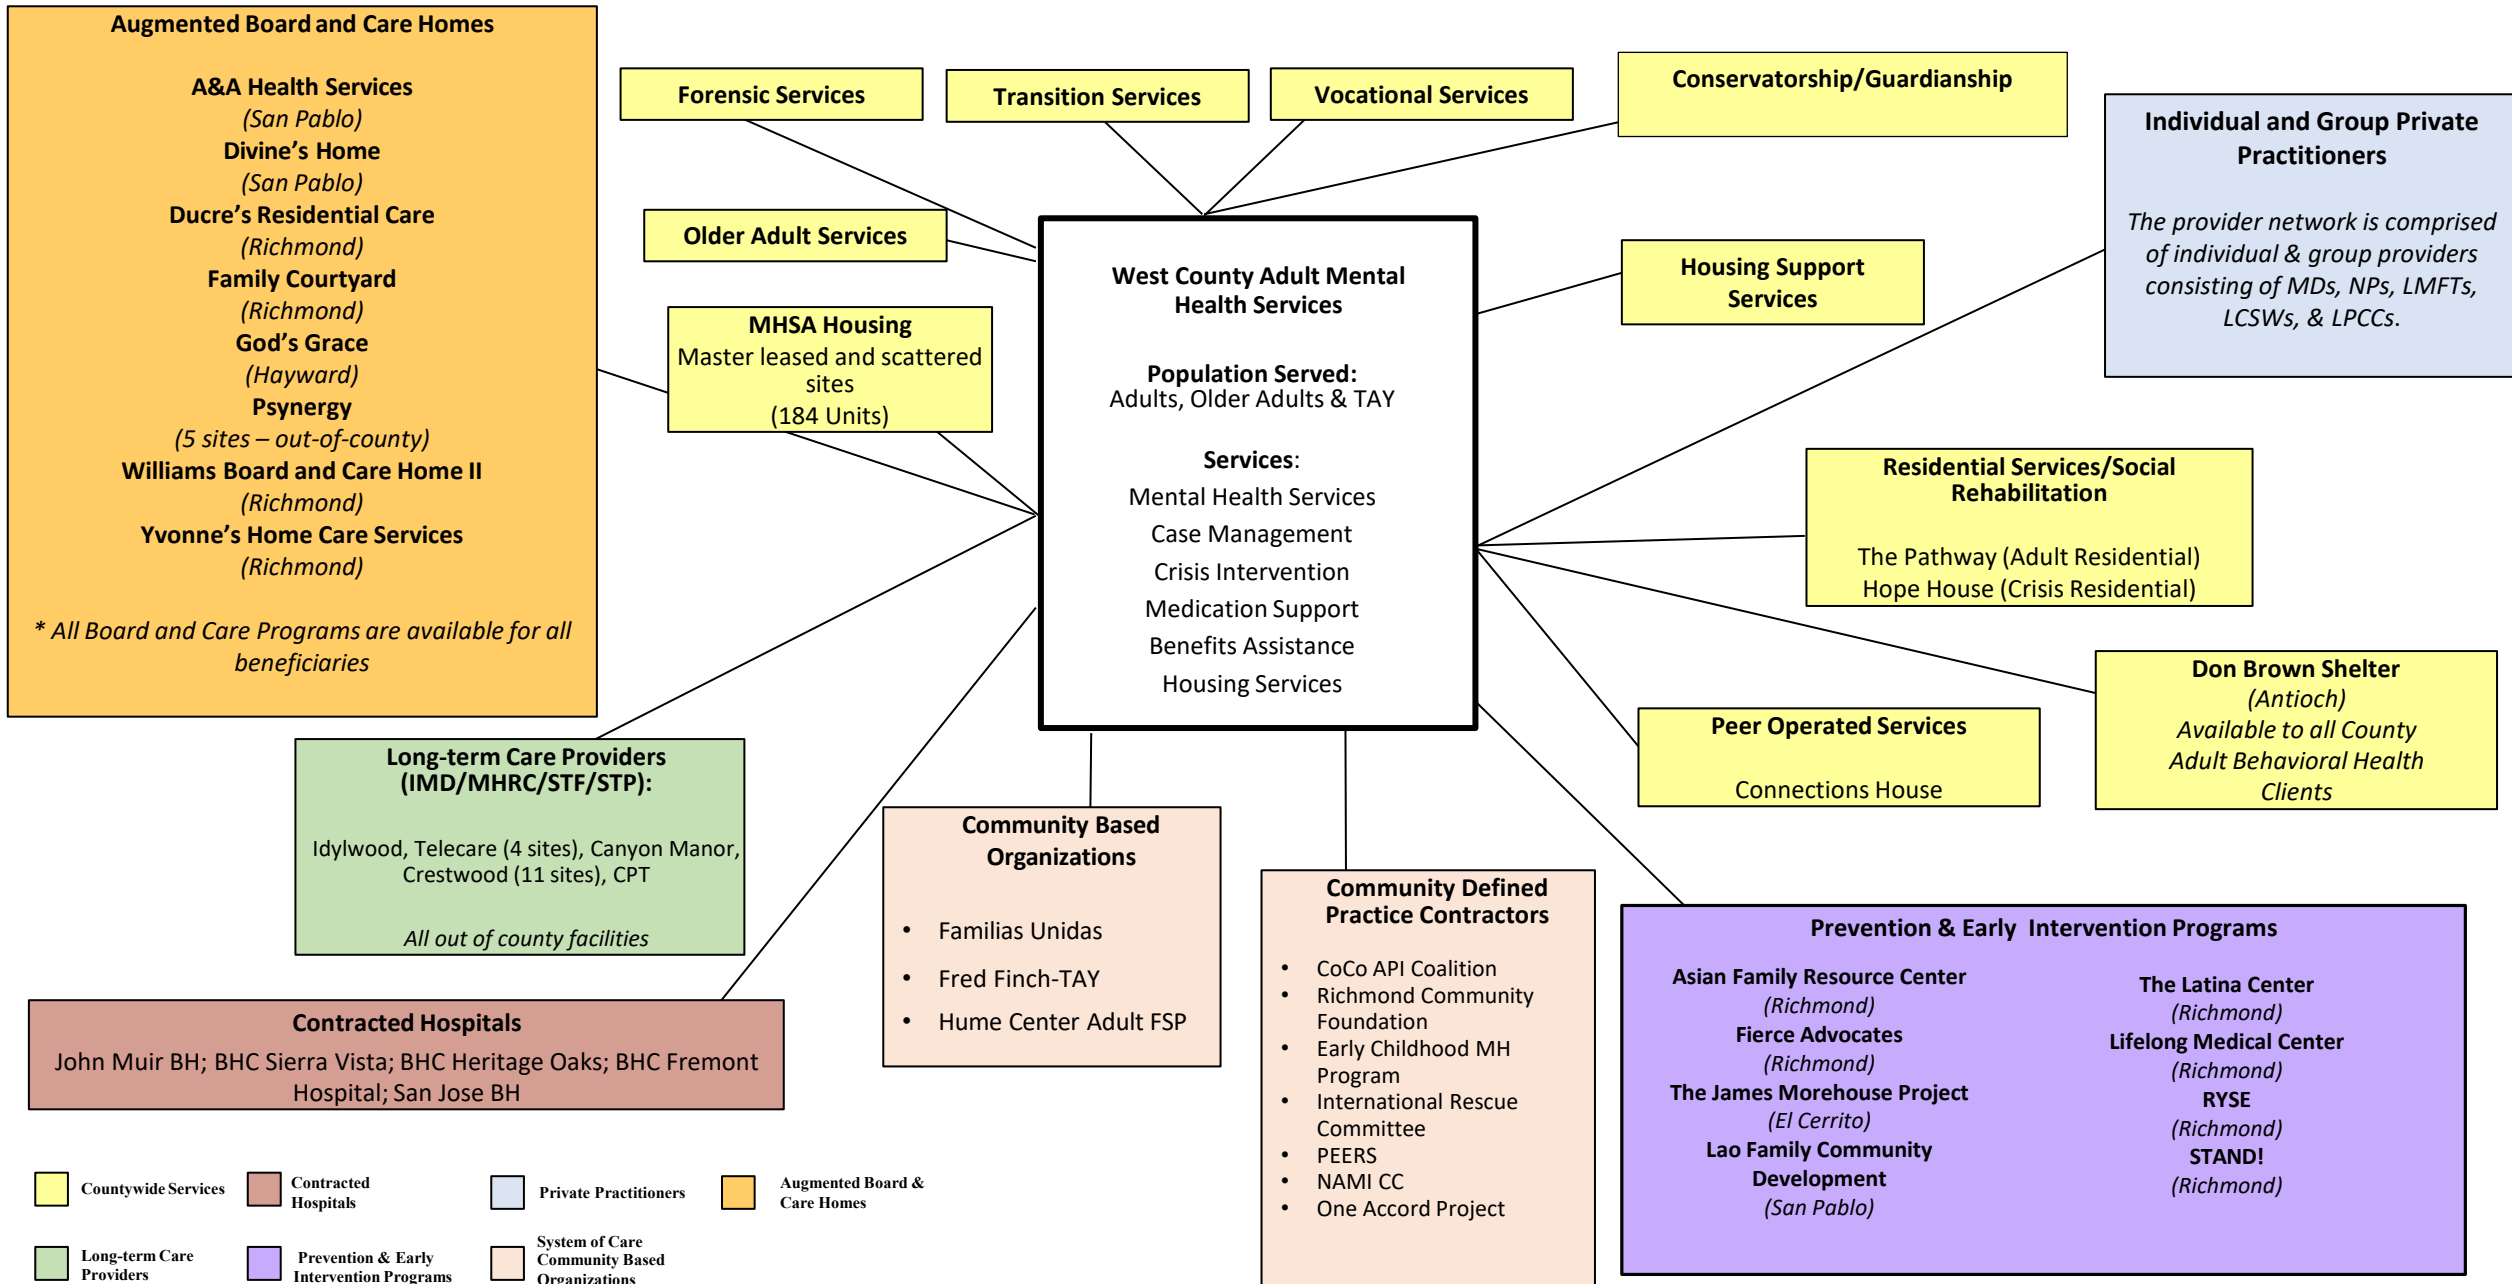 Augmented Board and Care Homes
A&A Health Services
(San Pablo)
Divine’s Home
(San Pablo)
Ducre’s Residential Care
(Richmond)
Family Courtyard
(Richmond)
God’s Grace
(Hayward)
Psynergy
(5 sites – out-of-county)
Williams Board and Care Home II
(Richmond)
Yvonne’s Home Care Services
(Richmond)
* All Board and Care Programs are available for all
beneficiaries
Forensic Services
Transition Services
Vocational Services
Conservatorship/Guardianship
Individual and Group Private
Practitioners
The provider network is comprised
of individual & group providers
consisting of MDs, NPs, LMFTs,
LCSWs, & LPCCs.
Older Adult Services
MHSA Housing
Master leased and scattered
sites
(184 Units)
West County Adult Mental
Health Services
Population Served:
Adults, Older Adults & TAY
Services:
Mental Health Services
Case Management
Crisis Intervention
Medication Support
Benefits Assistance
Housing Services
Housing Support
Services
Residential Services/Social
Rehabilitation
The Pathway (Adult Residential)
Hope House (Crisis Residential)
Don Brown Shelter
(Antioch)
Available to all County
Adult Behavioral Health
Clients
Peer Operated Services
Connections House
Long-term Care Providers
(IMD/MHRC/STF/STP):
Idylwood, Telecare (4 sites), Canyon Manor,
Crestwood (11 sites), CPT
All out of county facilities
Contracted Hospitals
John Muir BH; BHC Sierra Vista; BHC Heritage Oaks; BHC Fremont
Hospital; San Jose BH
Community Based
Organizations
• Familias Unidas
• Fred Finch-TAY
• Hume Center Adult FSP
Community Defined
Practice Contractors
• CoCo API Coalition
• Richmond Community
Foundation
• Early Childhood MH
Program
• International Rescue
Committee
• PEERS
• NAMI CC
• One Accord Project
Prevention & Early Intervention Programs
Asian Family Resource Center
(Richmond)
Fierce Advocates
(Richmond)
The James Morehouse Project
(El Cerrito)
Lao Family Community
Development
(San Pablo)
The Latina Center
(Richmond)
Lifelong Medical Center
(Richmond)
RYSE
(Richmond)
STAND!
(Richmond)
Countywide Services
Contracted
Hospitals
Private Practitioners
Augmented Board &
Care Homes
Long-term Care
Providers
Prevention & Early
Intervention Programs
System of Care
Community Based
Organizations